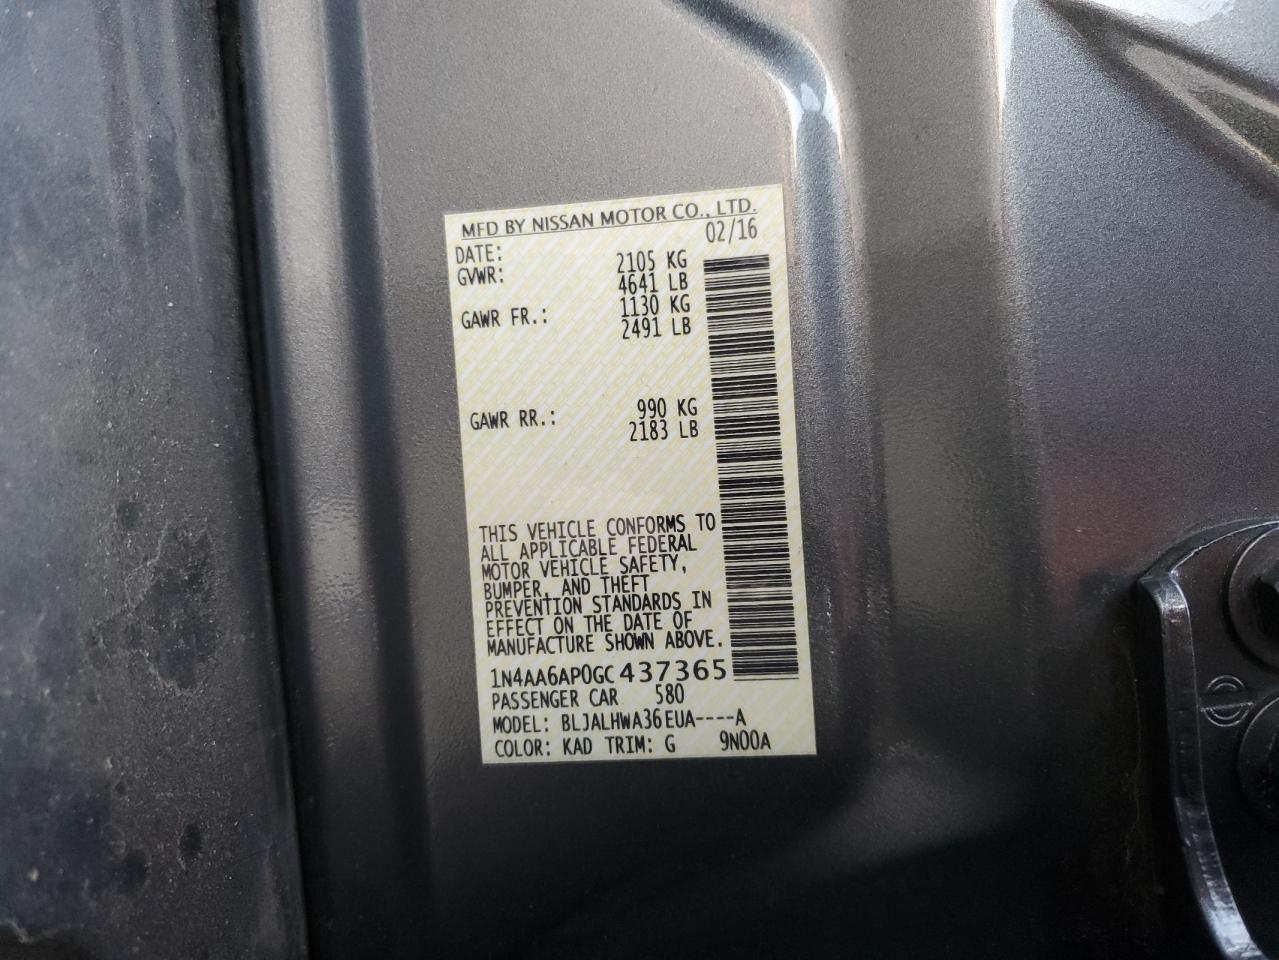 MFD BY NISSAN MOTOR CO., LTD.
DATE: 02/16
GVWR: 2105 KG
4641 LB
GAWR FR.: 1130 KG
2491 LB
GAWR RR.: 990 KG
2183 LB
THIS VEHICLE CONFORMS TO
ALL APPLICABLE FEDERAL
MOTOR VEHICLE SAFETY,
BUMPER, AND THEFT
PREVENTION STANDARDS IN
EFFECT ON THE DATE OF
MANUFACTURE SHOWN ABOVE.
1N4AA6AP0GC437365
PASSENGER CAR 580
MODEL: BLJALHWA36EUA----A
COLOR: KAD TRIM: G 9N00A